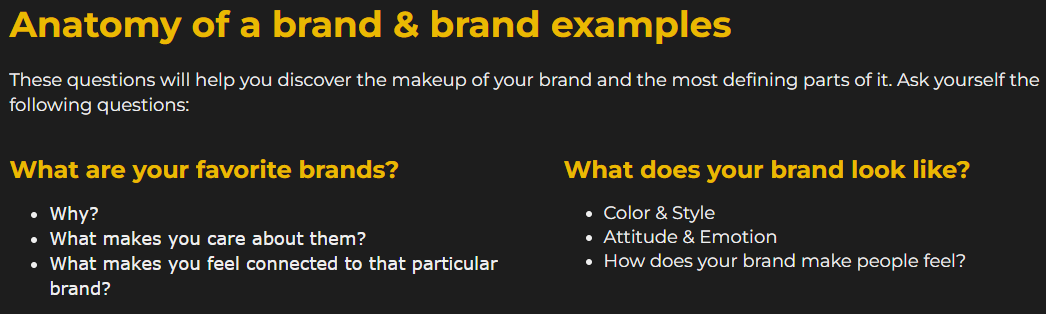 Anatomy of a brand & brand examples
These questions will help you discover the makeup of your brand and the most defining parts of it. Ask yourself the
following questions:
What are your favorite brands?
• Why?
• What makes you care about them?
• What makes you feel connected to that particular
brand?
What does your brand look like?
• Color & Style
• Attitude & Emotion
• How does your brand make people feel?